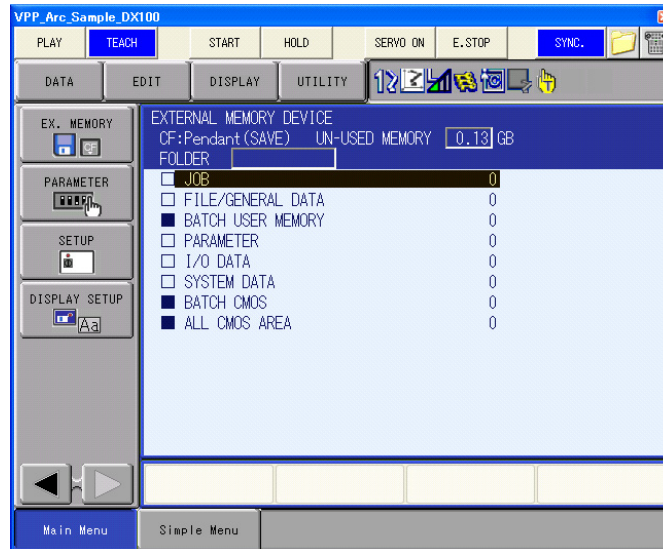 VPP_Arc_Sample_DX100
PLAY TEACH START HOLD SERVO ON E.STOP SYNC.
DATA EDIT DISPLAY UTILITY
EX. MEMORY
CF
PARAMETER
SETUP
DISPLAY SETUP
Aa
EXTERNAL MEMORY DEVICE
CF:Pendant(SAVE) UN-USED MEMORY 0.13 GB
FOLDER
JOB 0
FILE/GENERAL DATA 0
BATCH USER MEMORY 0
PARAMETER 0
I/O DATA 0
SYSTEM DATA 0
BATCH CMOS 0
ALL CMOS AREA 0
Main Menu Simple Menu